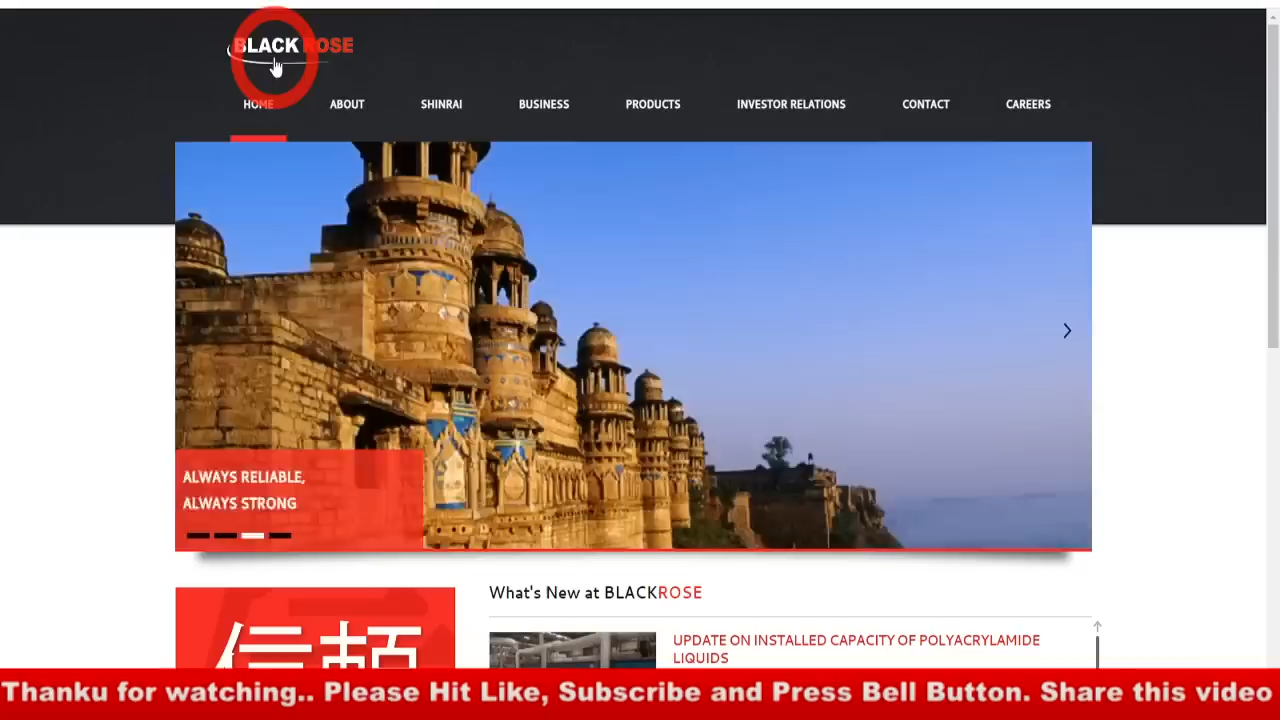 BLACK ROSE
HOME ABOUT SHINRAI BUSINESS PRODUCTS INVESTOR RELATIONS CONTACT CAREERS
ALWAYS RELIABLE,
ALWAYS STRONG
What's New at BLACKROSE
信頼
UPDATE ON INSTALLED CAPACITY OF POLYACRYLAMIDE
LIQUIDS
Thanku for watching.. Please Hit Like, Subscribe and Press Bell Button. Share this video